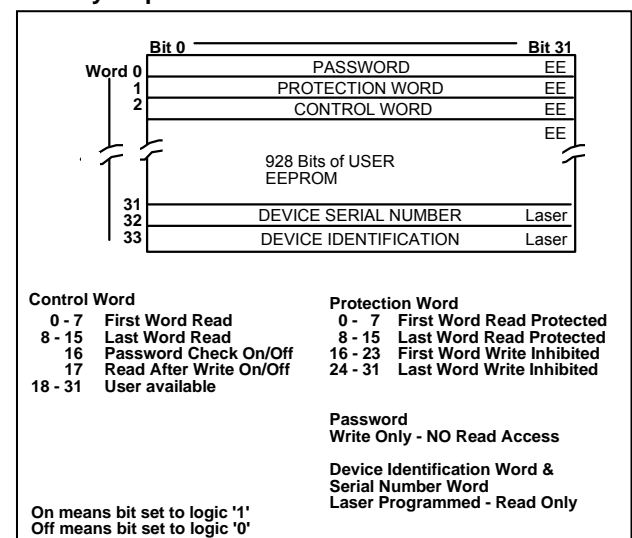 Bit 0 Bit 31
Word 0 PASSWORD EE
1 PROTECTION WORD EE
2 CONTROL WORD EE
EE
928 Bits of USER
EEPROM
31
32 DEVICE SERIAL NUMBER Laser
33 DEVICE IDENTIFICATION Laser
Control Word
0 - 7 First Word Read
8 - 15 Last Word Read
16 Password Check On/Off
17 Read After Write On/Off
18 - 31 User available
On means bit set to logic '1'
Off means bit set to logic '0'
Protection Word
0 - 7 First Word Read Protected
8 - 15 Last Word Read Protected
16 - 23 First Word Write Inhibited
24 - 31 Last Word Write Inhibited
Password
Write Only - NO Read Access
Device Identification Word &
Serial Number Word
Laser Programmed - Read Only